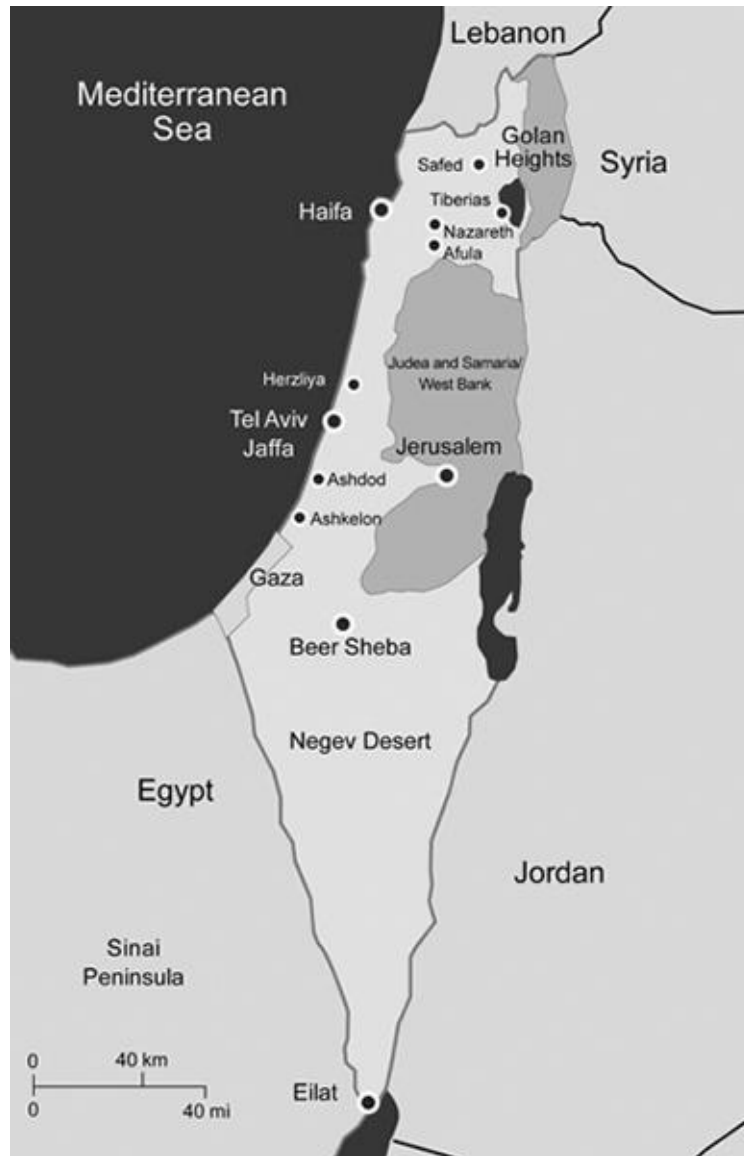 Lebanon
Mediterranean
Sea
Golan
Heights
Syria
Safed
Tiberias
Haifa
Nazareth
Afula
Judea and Samaria/
West Bank
Herzliya
Tel Aviv
Jaffa
Jerusalem
Ashdod
Ashkelon
Gaza
Beer Sheba
Negev Desert
Egypt
Jordan
Sinai
Peninsula
0 40 km
0 40 mi
Eilat